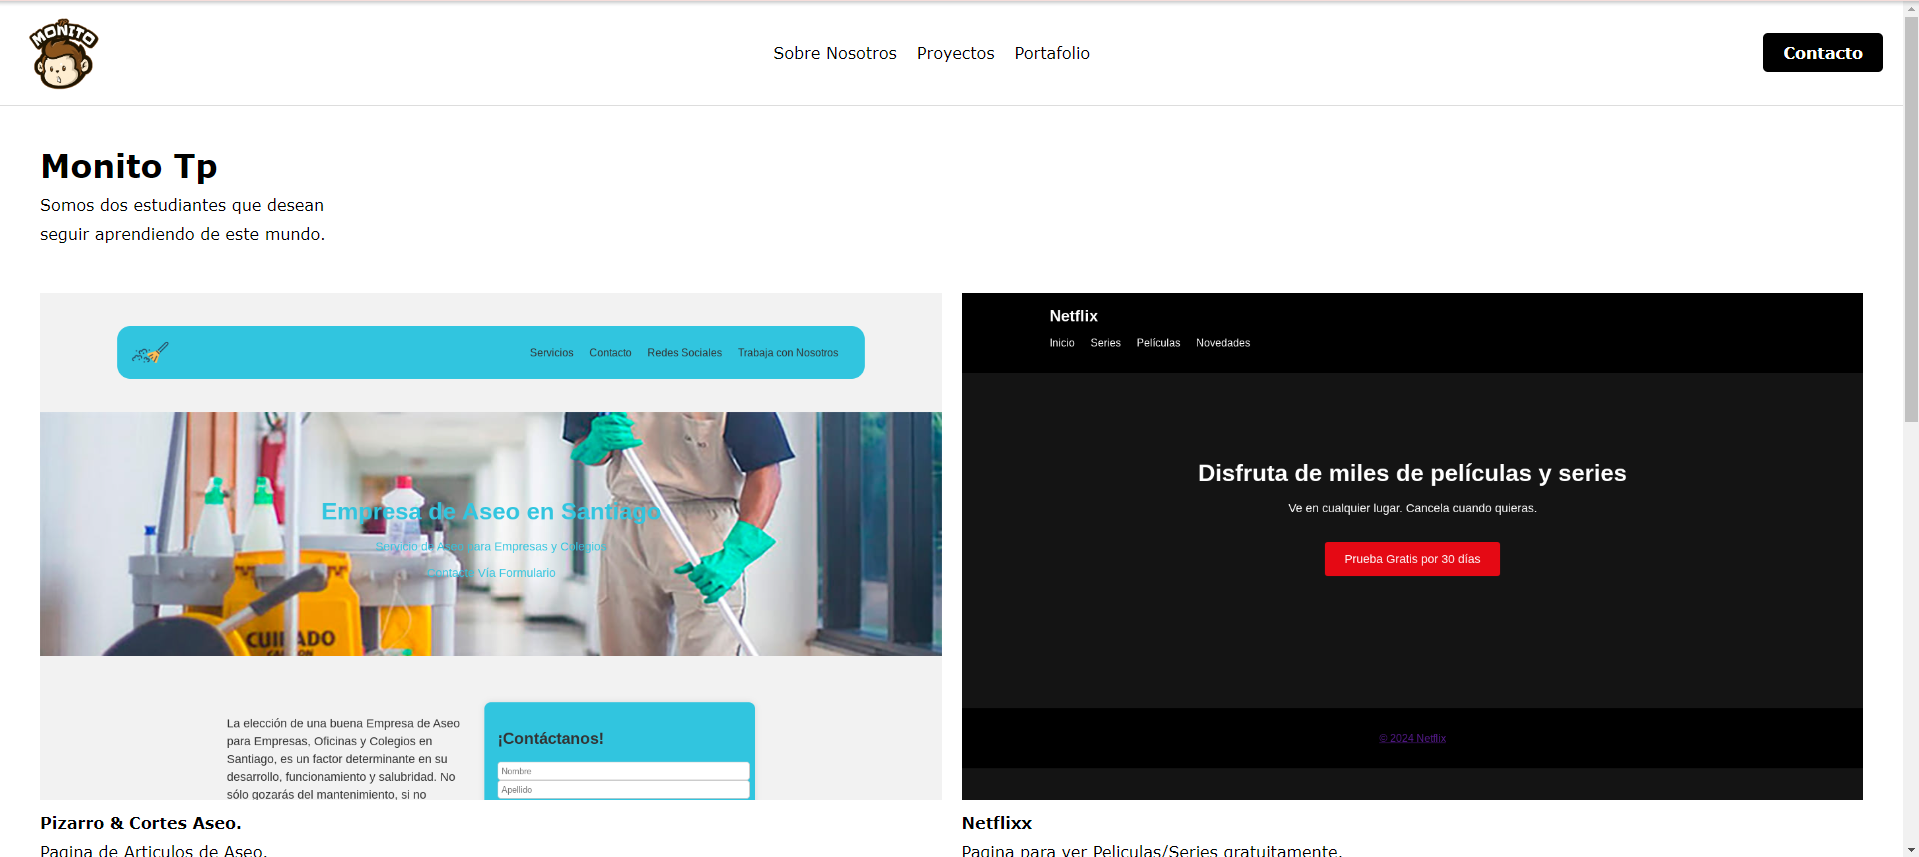 MOÑITO
Sobre Nosotros
Proyectos
Portafolio
Contacto
Monito Tp
Somos dos estudiantes que desean
seguir aprendiendo de este mundo.
Servicios
Contacto
Redes Sociales
Trabaja con Nosotros
Empresa de Aseo en Santiago
Servicio de Aseo para Empresas y Colegios
Contacto Vía Formulario
CUIDADO
CAUTION
La elección de una buena Empresa de Aseo
para Empresas, Oficinas y Colegios en
Santiago, es un factor determinante en su
desarrollo, funcionamiento y salubridad. No
sólo gozarás del mantenimiento, si no
¡Contáctanos!
Nombre
Apellido
Pizarro & Cortes Aseo.
Pagina de Articulos de Aseo.
Netflix
Inicio
Series
Películas
Novedades
Disfruta de miles de películas y series
Ve en cualquier lugar. Cancela cuando quieras.
Prueba Gratis por 30 días
© 2024 Netflix
Netflixx
Pagina para ver Peliculas/Series gratuitamente.